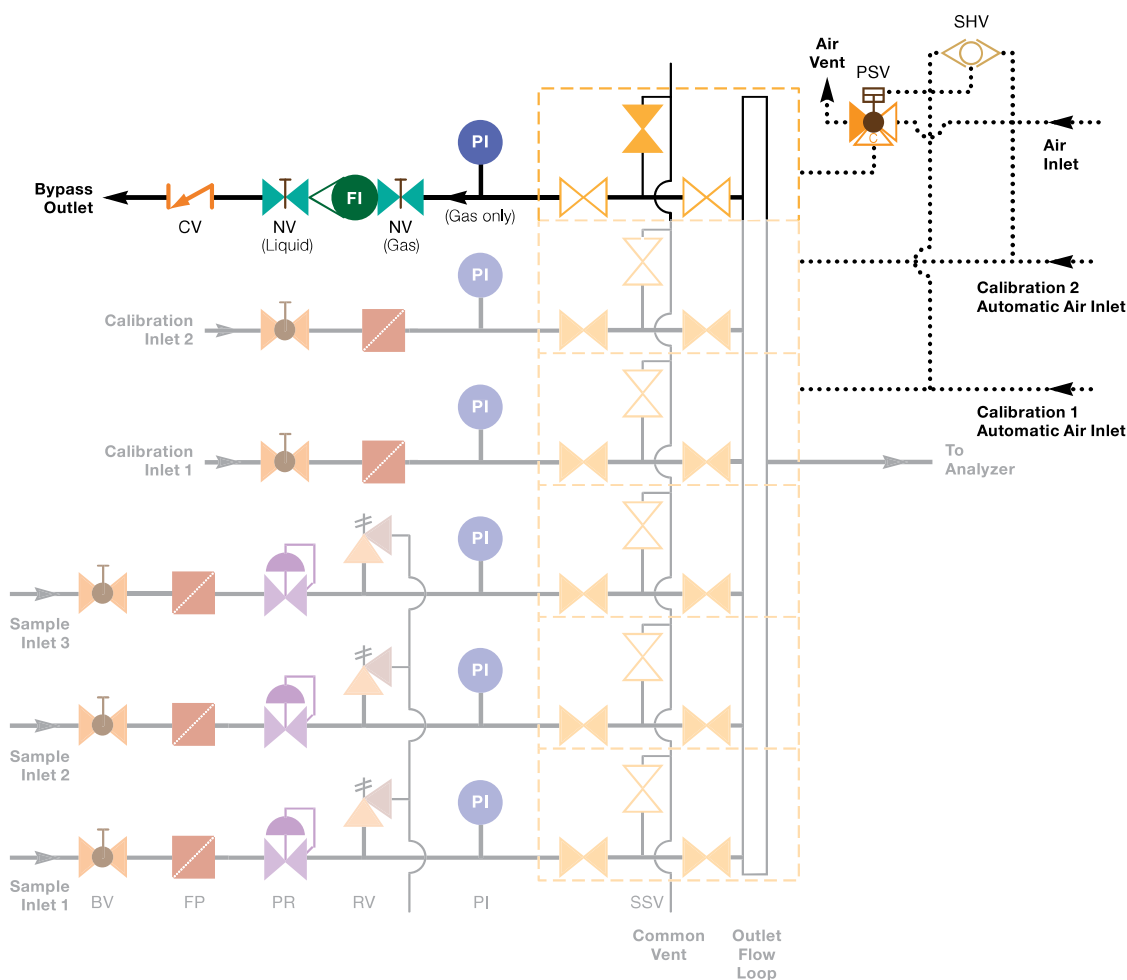 SHV
Air
Vent
PSV
C
Air
Inlet
PI
Bypass
Outlet
FI
(Gas only)
CV
NV
(Liquid)
NV
(Gas)
PI
Calibration
Inlet 2
Calibration 2
Automatic Air Inlet
PI
Calibration 1
Automatic Air Inlet
Calibration
Inlet 1
To
Analyzer
PI
Sample
Inlet 3
PI
Sample
Inlet 2
PI
Sample
Inlet 1
BV
FP
PR
RV
PI
SSV
Common
Vent
Outlet
Flow
Loop